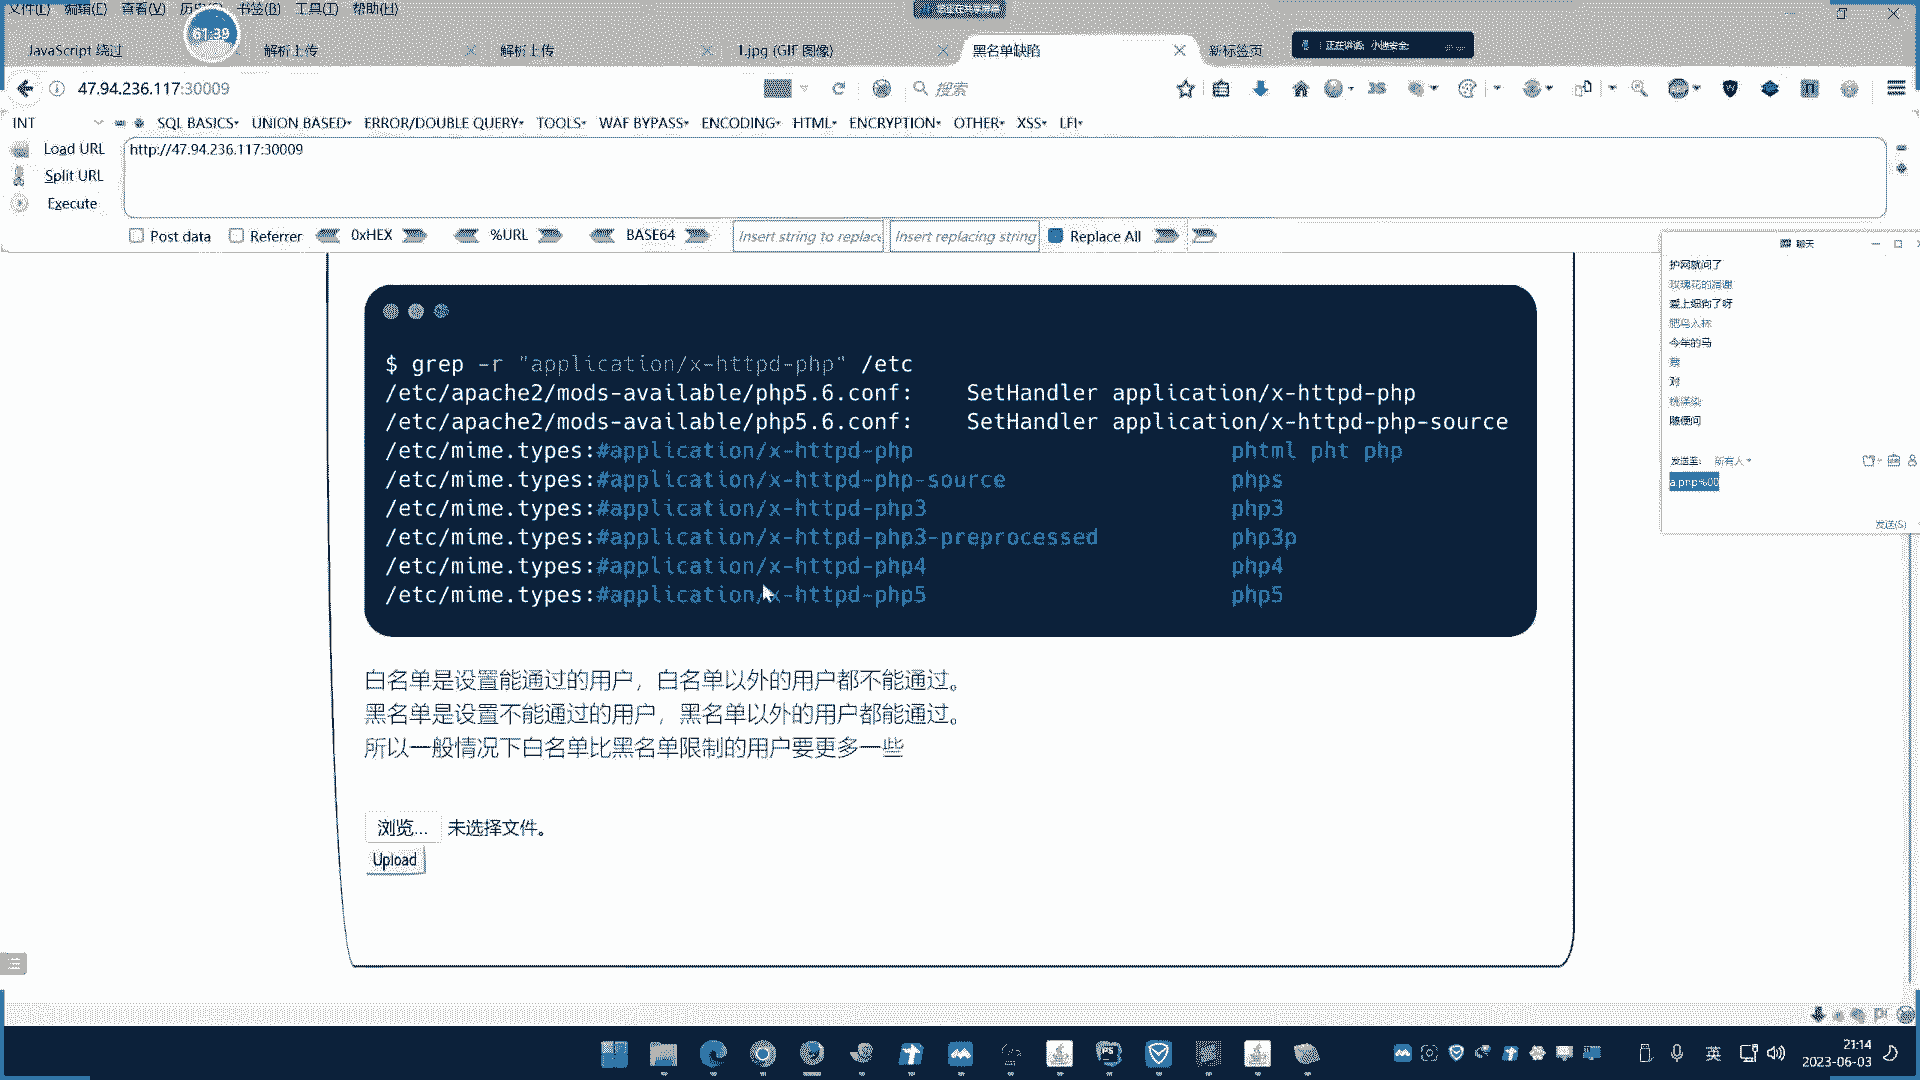 文件(F) 编辑(E) 查看(V) 书签(B) 工具(T) 帮助(H)
61:39
JavaScript 绕过
解析上传
解析上传
1.jpg (GIF 图像)
黑名单缺陷
新标签页
47.94.236.117:30009
搜索
INT
SQL BASICS
UNION BASED
ERROR/DOUBLE QUERY
TOOLS
WAF BYPASS
ENCODING
HTML
ENCRYPTION
OTHER
XSS
LFI
Load URL
http://47.94.236.117:30009
Split URL
Execute
Post data
Referrer
0xHEX
%URL
BASE64
Insert string to replace
Insert replacing string
Replace All
聊天
护网就问了
今年的马
对
随便问
发送至: 所有人
a.php%00
发送(S)
$ grep -r "application/x-httpd-php" /etc
/etc/apache2/mods-available/php5.6.conf: SetHandler application/x-httpd-php
/etc/apache2/mods-available/php5.6.conf: SetHandler application/x-httpd-php-source
/etc/mime.types:#application/x-httpd-php phtml pht php
/etc/mime.types:#application/x-httpd-php-source phps
/etc/mime.types:#application/x-httpd-php3 php3
/etc/mime.types:#application/x-httpd-php3-preprocessed php3p
/etc/mime.types:#application/x-httpd-php4 php4
/etc/mime.types:#application/x-httpd-php5 php5
白名单是设置能通过的用户，白名单以外的用户都不能通过。
黑名单是设置不能通过的用户，黑名单以外的用户都能通过。
所以一般情况下白名单比黑名单限制的用户要更多一些
浏览... 未选择文件。
Upload
英
21:14
2023-06-03